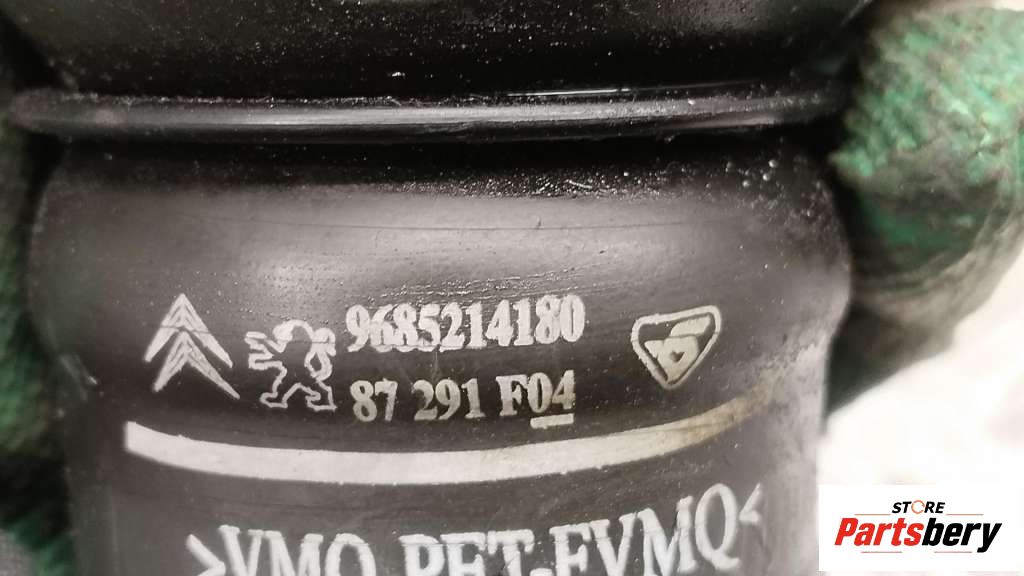 9685214180
87 291 F04
>VMQ PET-FVMQ<
STORE
Partsbery